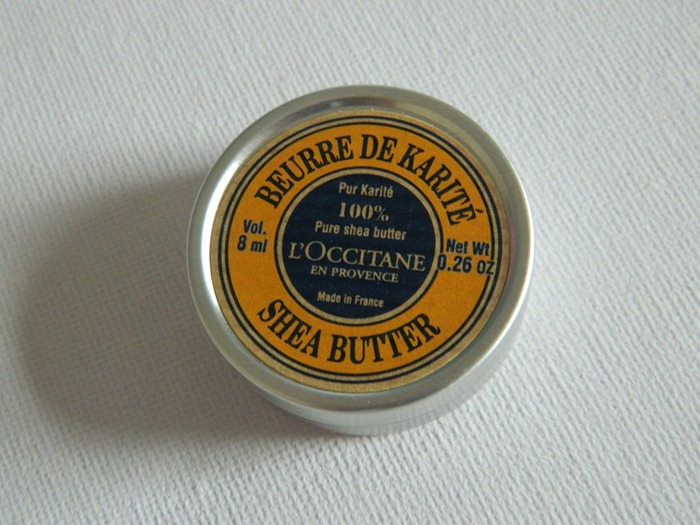 BEURRE DE KARITÉ
Pur Karité
100%
Pure shea butter
Vol.
8 ml
L'OCCITANE
EN PROVENCE
Net Wt
0.26 oz
Made in France
SHEA BUTTER